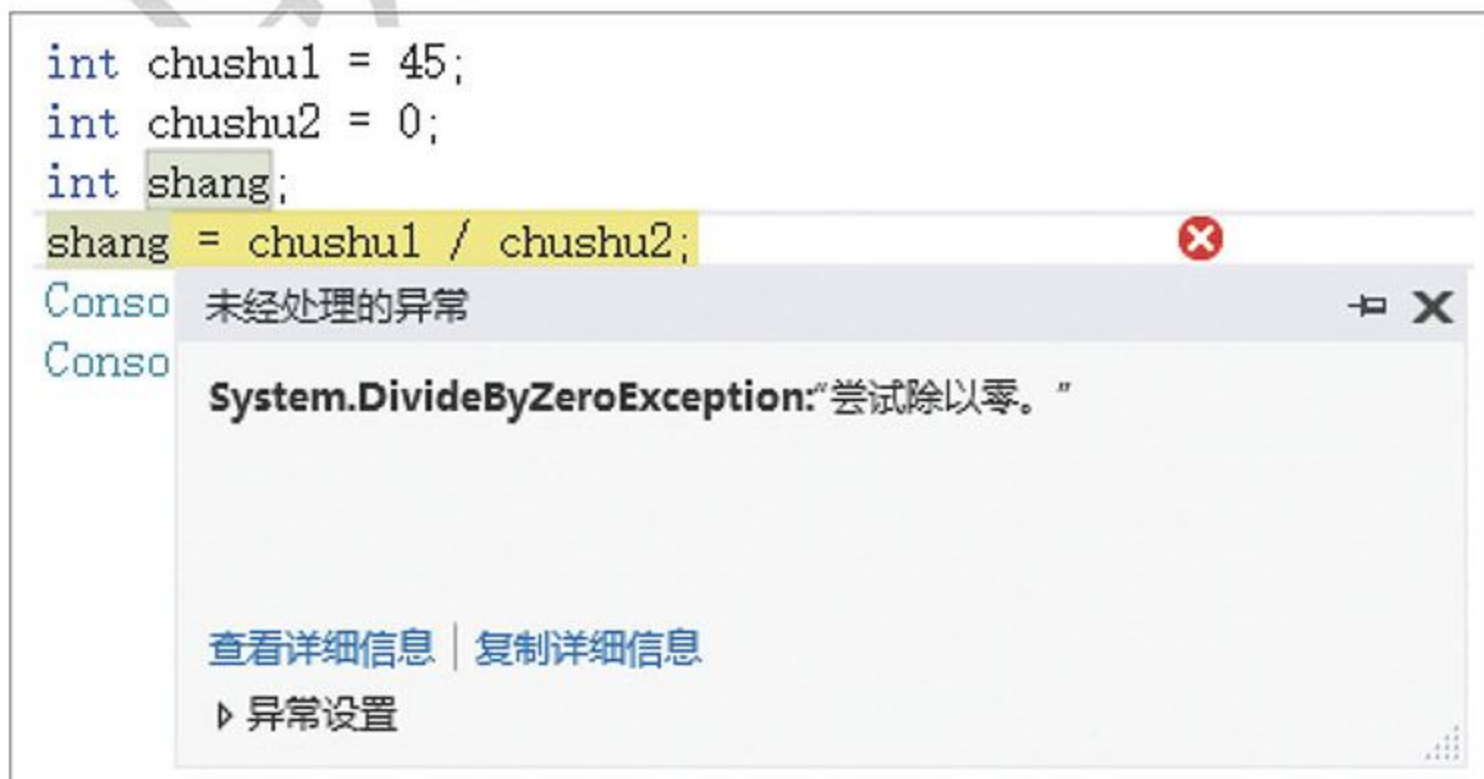 int chushu1 = 45;
int chushu2 = 0;
int shang;
shang = chushu1 / chushu2;
Conso
未经处理的异常
Conso
System.DivideByZeroException:“尝试除以零。”
查看详细信息 | 复制详细信息
异常设置